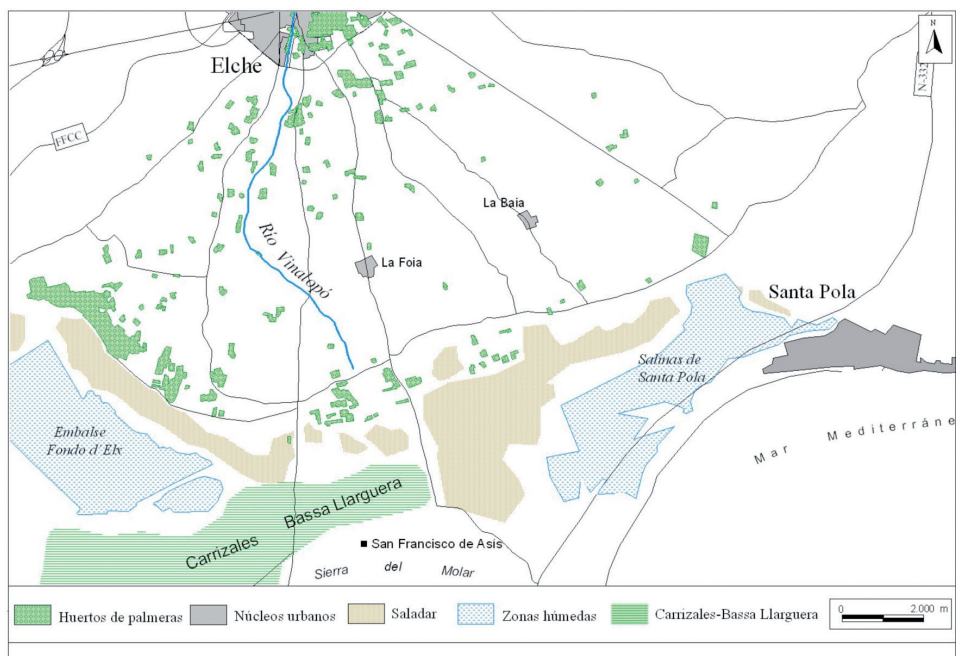 N
Elche
N-332
FFCC
La Baia
Río Vinalopó
La Foia
Santa Pola
Salinas de
Santa Pola
Embalse
Fondo d´Elx
Mar Mediterráne
Carrizales Bassa Llarguera
San Francisco de Asís
Sierra del Molar
Huertos de palmeras
Núcleos urbanos
Saladar
Zonas húmedas
Carrizales-Bassa Llarguera
0 2.000 m